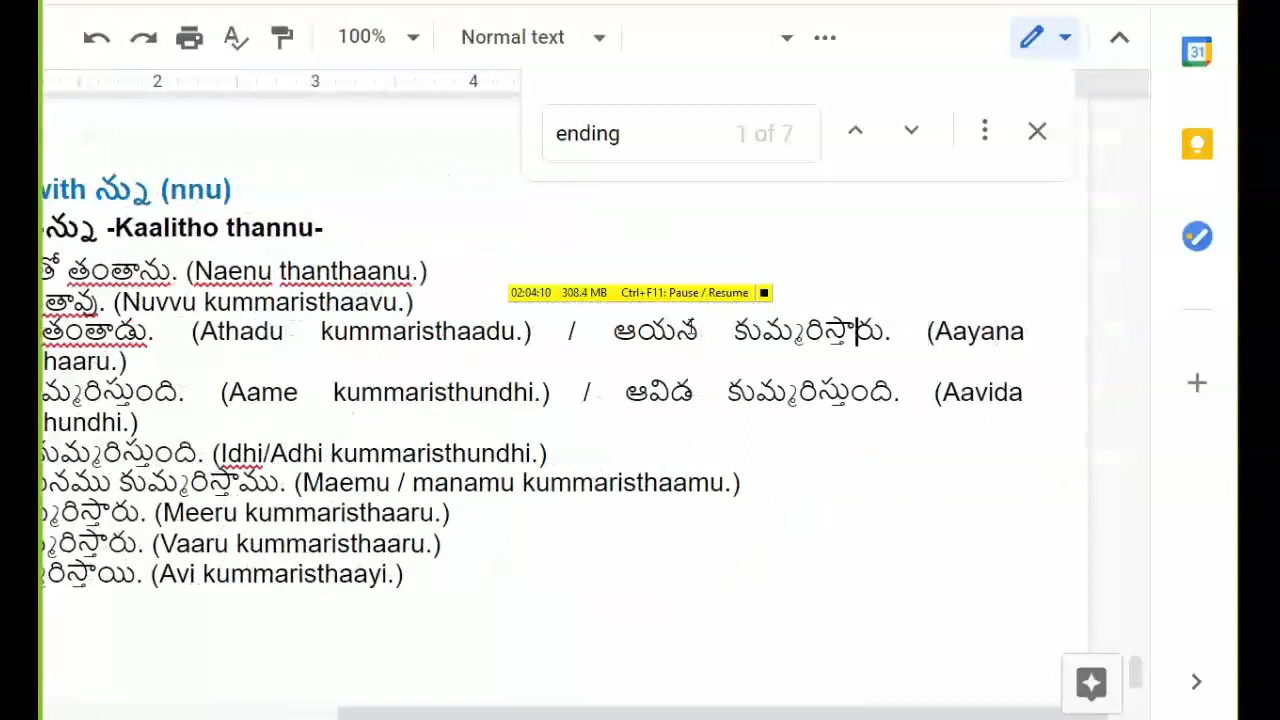 100% Normal text
2 3 4
ending 1 of 7
31
with న్ను (nnu)
న్ను -Kaalitho thannu-
తో తంతాను. (Naenu thanthaanu.)
తావు. (Nuvvu kummaristhaavu.)
02:04:10 308.4 MB Ctrl+F11: Pause / Resume
తంతాడు. (Athadu kummaristhaadu.) / ఆయన కుమ్మరిస్తారు. (Aayana
haaru.)
మ్మరిస్తుంది. (Aame kummaristhundhi.) / ఆవిడ కుమ్మరిస్తుంది. (Aavida
hundhi.)
కుమ్మరిస్తుంది. (Idhi/Adhi kummaristhundhi.)
నము కుమ్మరిస్తాము. (Maemu / manamu kummaristhaamu.)
మ్మరిస్తారు. (Meeru kummaristhaaru.)
మ్మరిస్తారు. (Vaaru kummaristhaaru.)
రిస్తాయి. (Avi kummaristhaayi.)